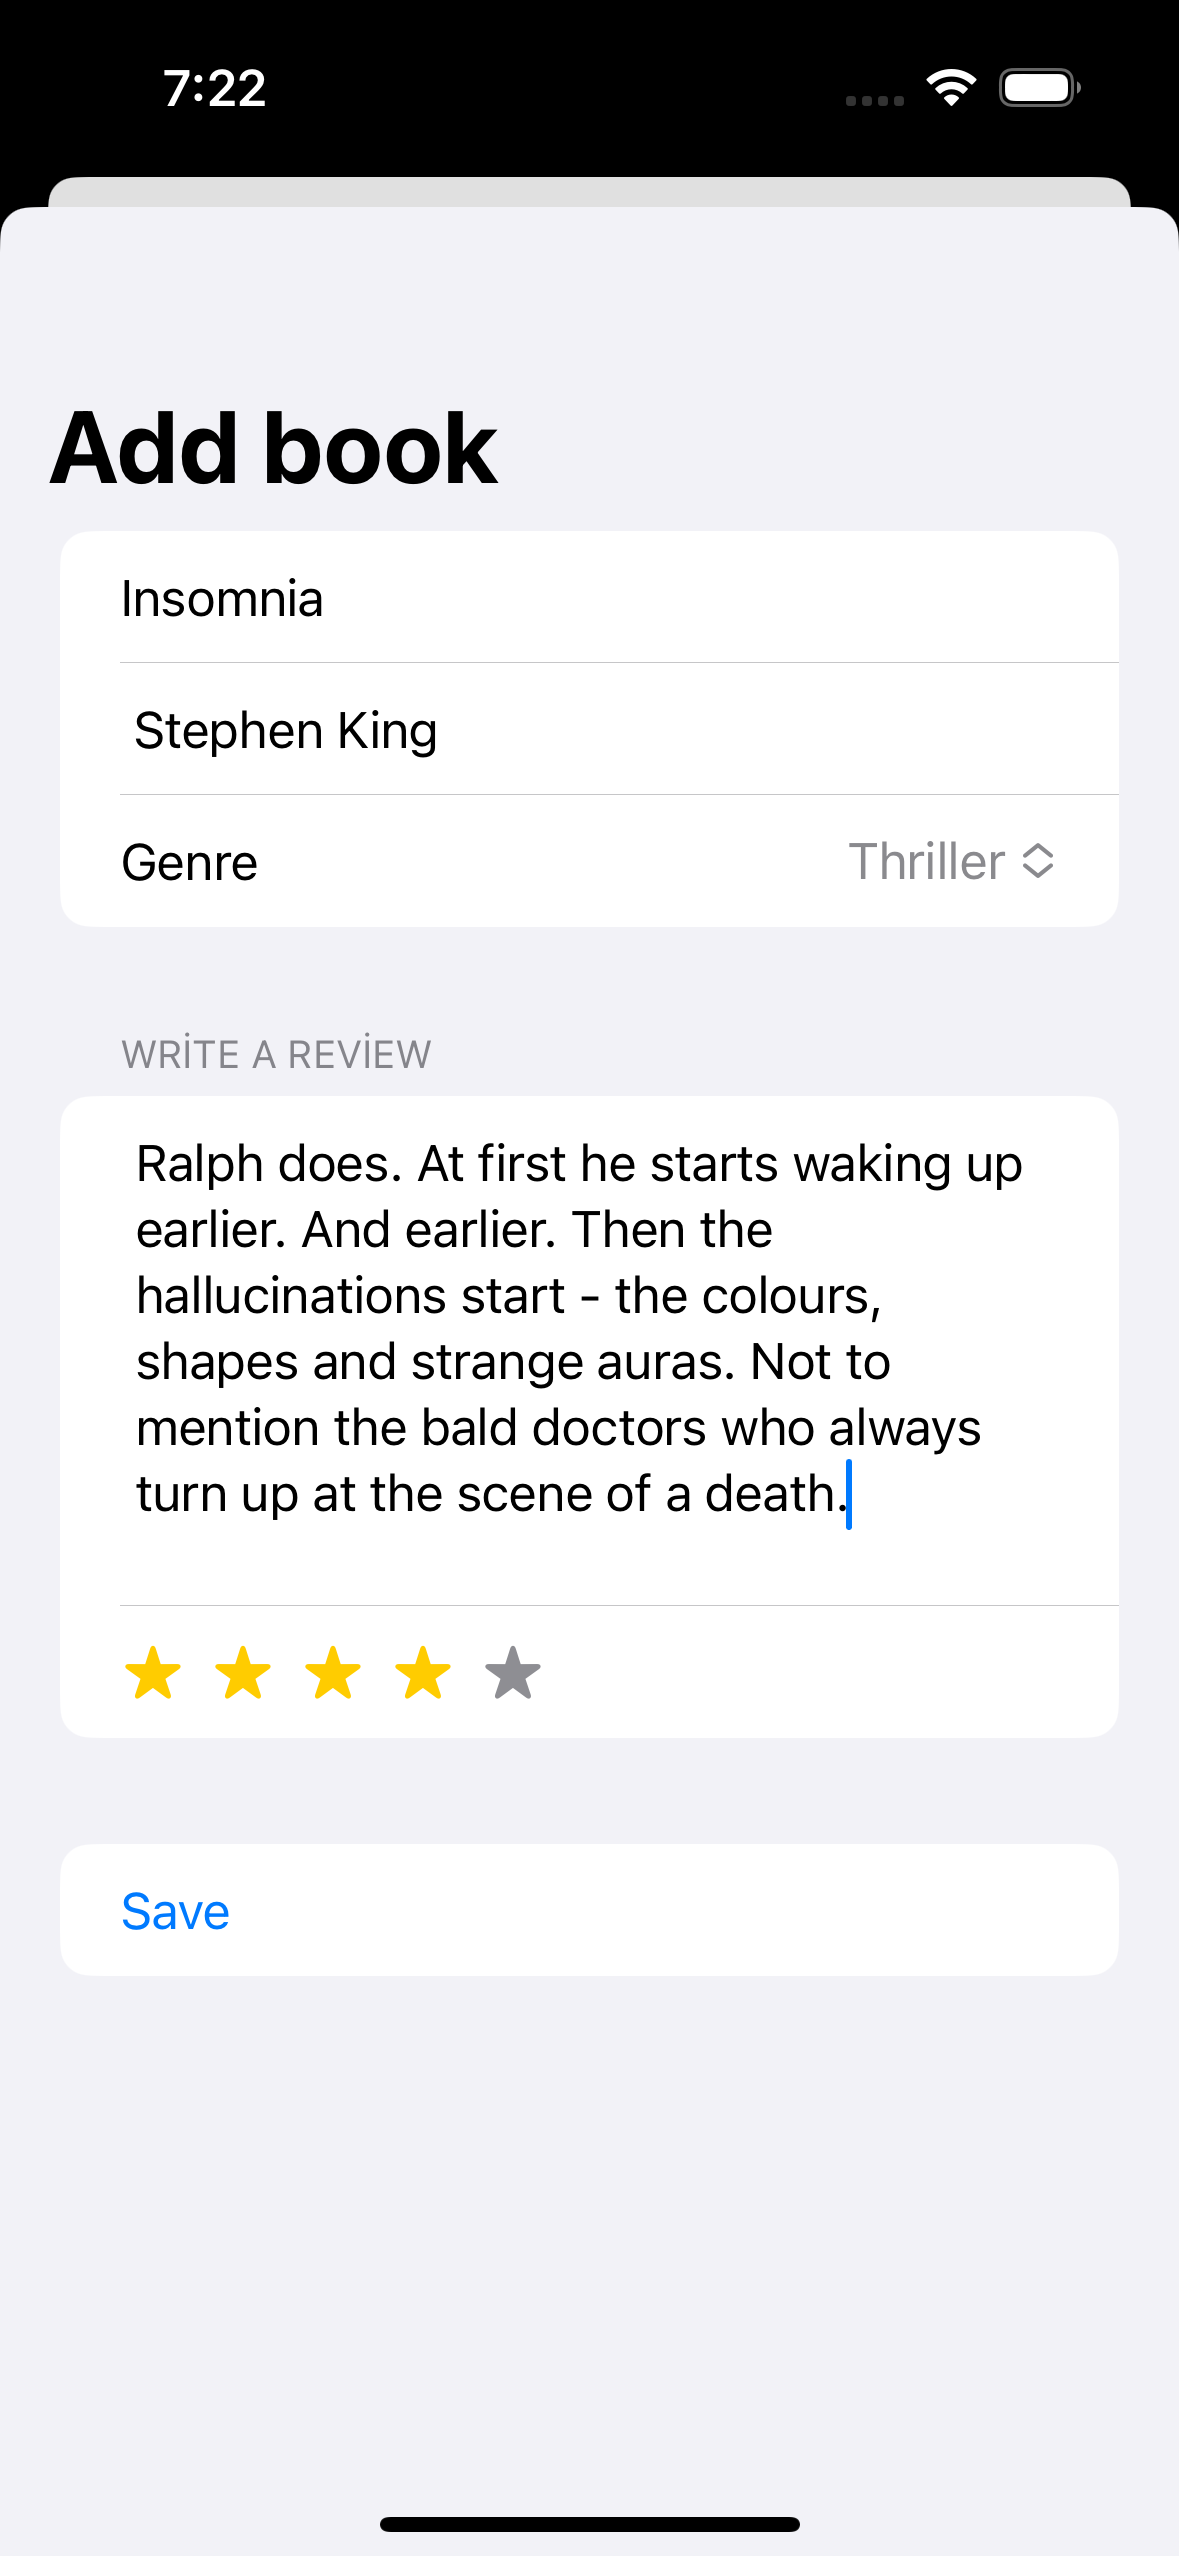 7:22
Add book
Insomnia
Stephen King
Genre
Thriller
WRİTE A REVİEW
Ralph does. At first he starts waking up
earlier. And earlier. Then the
hallucinations start - the colours,
shapes and strange auras. Not to
mention the bald doctors who always
turn up at the scene of a death.
Save